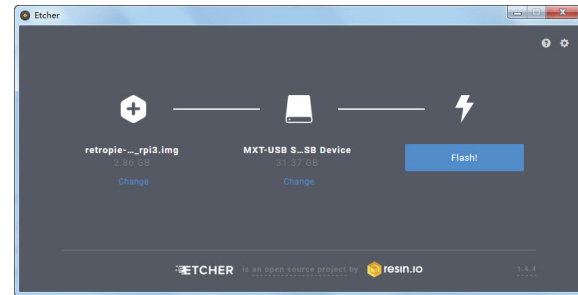 Etcher
retropie-..._rpi3.img
2.86 GB
Change
MXT-USB S...SB Device
31.37 GB
Change
Flash!
ETCHER is an open source project by resin.io
1.4.4